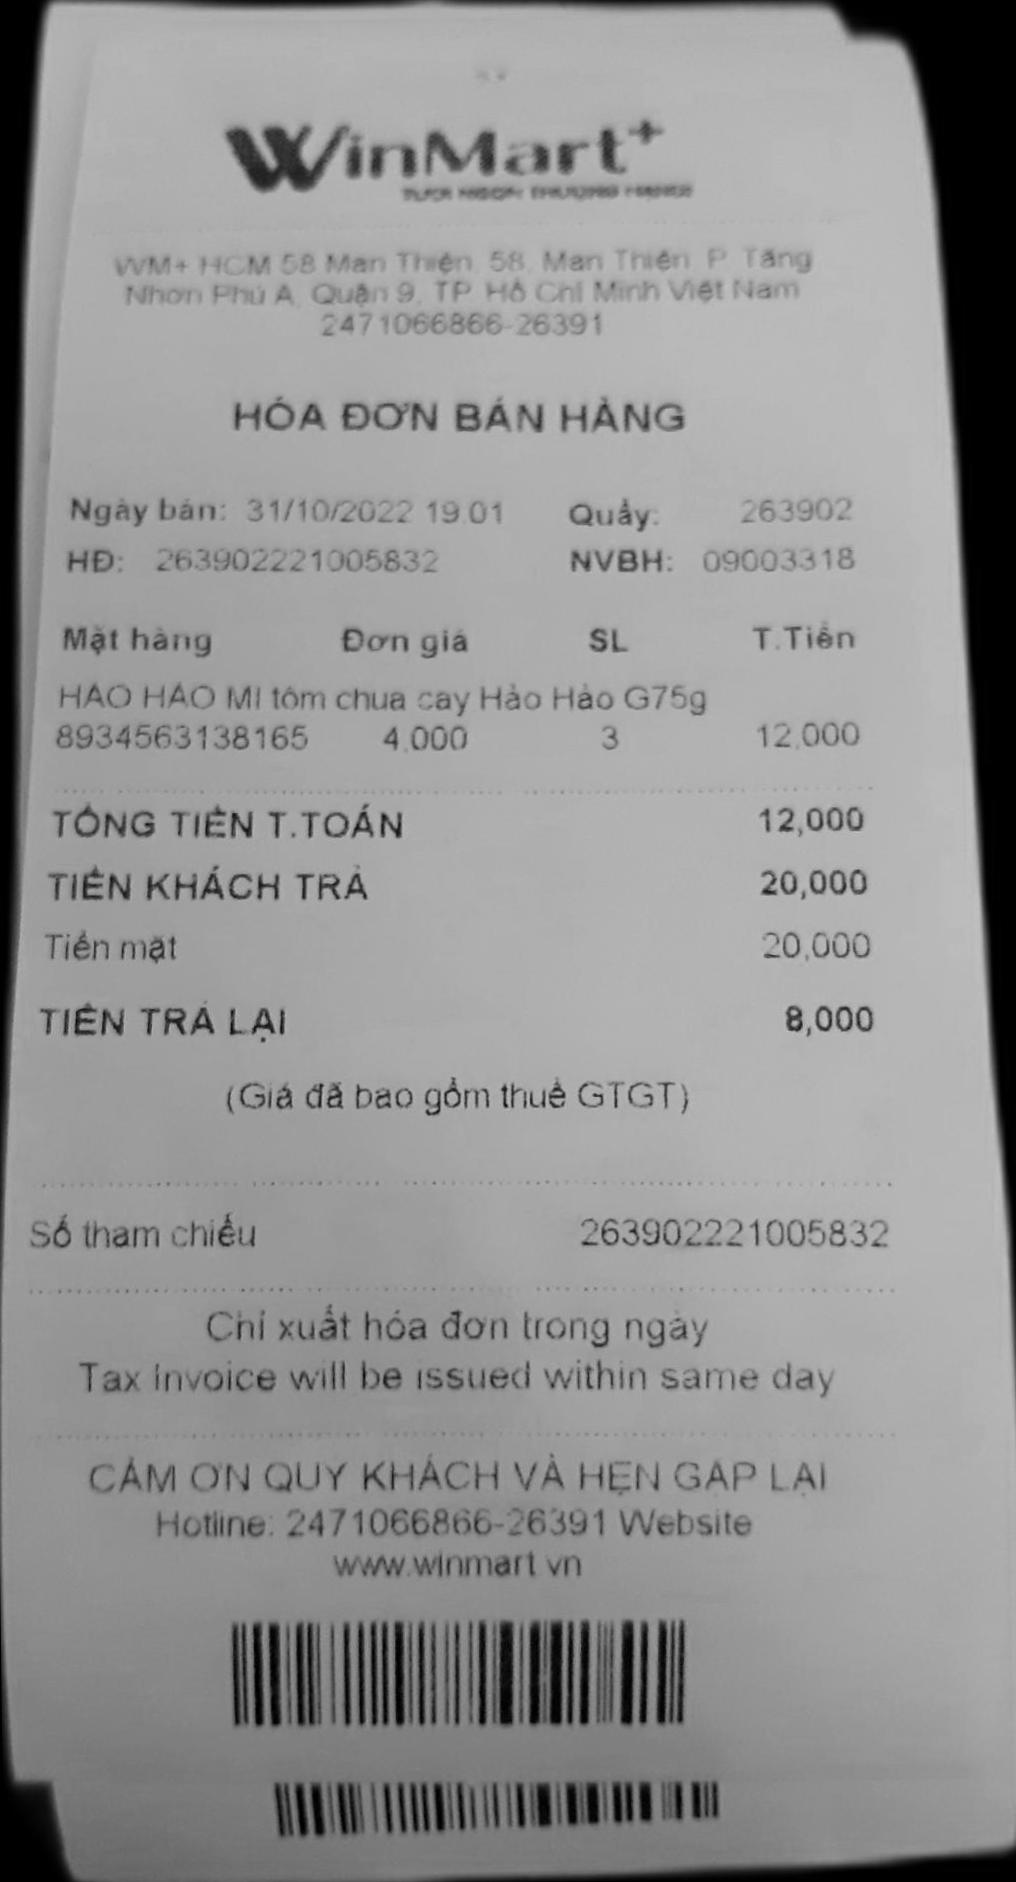 WinMart+
WM+ HCM 58 Man Thiện, 58, Man Thiện, P. Tăng
Nhơn Phú A, Quận 9, TP. Hồ Chí Minh Việt Nam
2471066866-26391
HÓA ĐƠN BÁN HÀNG
Ngày bán: 31/10/2022 19:01 Quầy: 263902
HĐ: 263902221005832 NVBH: 09003318
Mặt hàng Đơn giá SL T.Tiền
HẢO HẢO Mì tôm chua cay Hảo Hảo G75g
8934563138165 4,000 3 12,000
TỔNG TIỀN T.TOÁN 12,000
TIỀN KHÁCH TRẢ 20,000
Tiền mặt 20,000
TIỀN TRẢ LẠI 8,000
(Giá đã bao gồm thuế GTGT)
Số tham chiếu 263902221005832
Chỉ xuất hóa đơn trong ngày
Tax invoice will be issued within same day
CẢM ƠN QUÝ KHÁCH VÀ HẸN GẶP LẠI
Hotline: 2471066866-26391 Website
www.winmart.vn